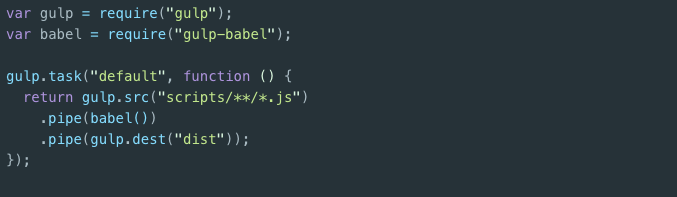 var gulp = require("gulp");
var babel = require("gulp-babel");

gulp.task("default", function () {
  return gulp.src("scripts/**/*.js")
    .pipe(babel())
    .pipe(gulp.dest("dist"));
});